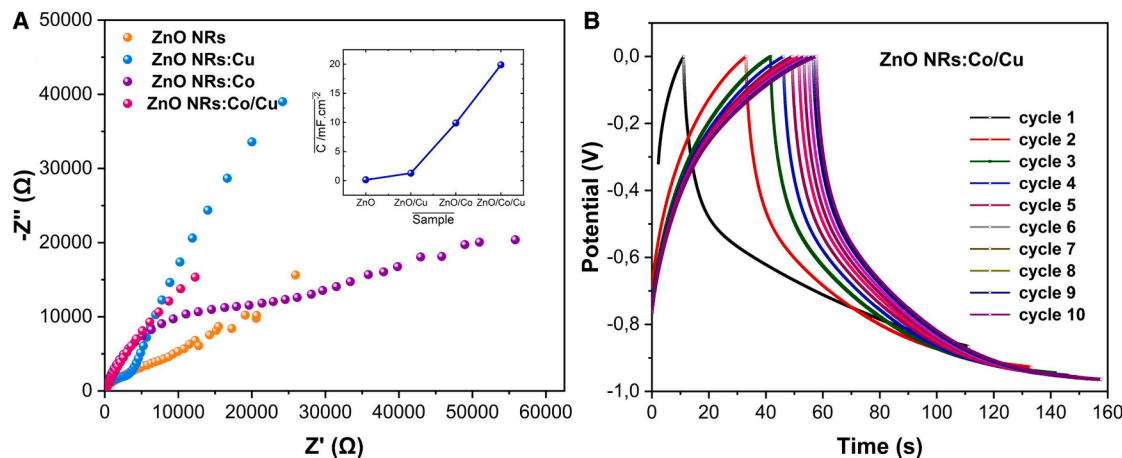 A
50000
40000
30000
20000
10000
0
-Z'' (Ω)
ZnO NRs
ZnO NRs:Cu
ZnO NRs:Co
ZnO NRs:Co/Cu
20
15
10
5
0
C /mF.cm-2
ZnO ZnO/Cu ZnO/Co ZnO/Co/Cu
Sample
0 10000 20000 30000 40000 50000 60000
Z' (Ω)
B
ZnO NRs:Co/Cu
0,0
-0,2
-0,4
-0,6
-0,8
-1,0
Potential (V)
cycle 1
cycle 2
cycle 3
cycle 4
cycle 5
cycle 6
cycle 7
cycle 8
cycle 9
cycle 10
0 20 40 60 80 100 120 140 160
Time (s)